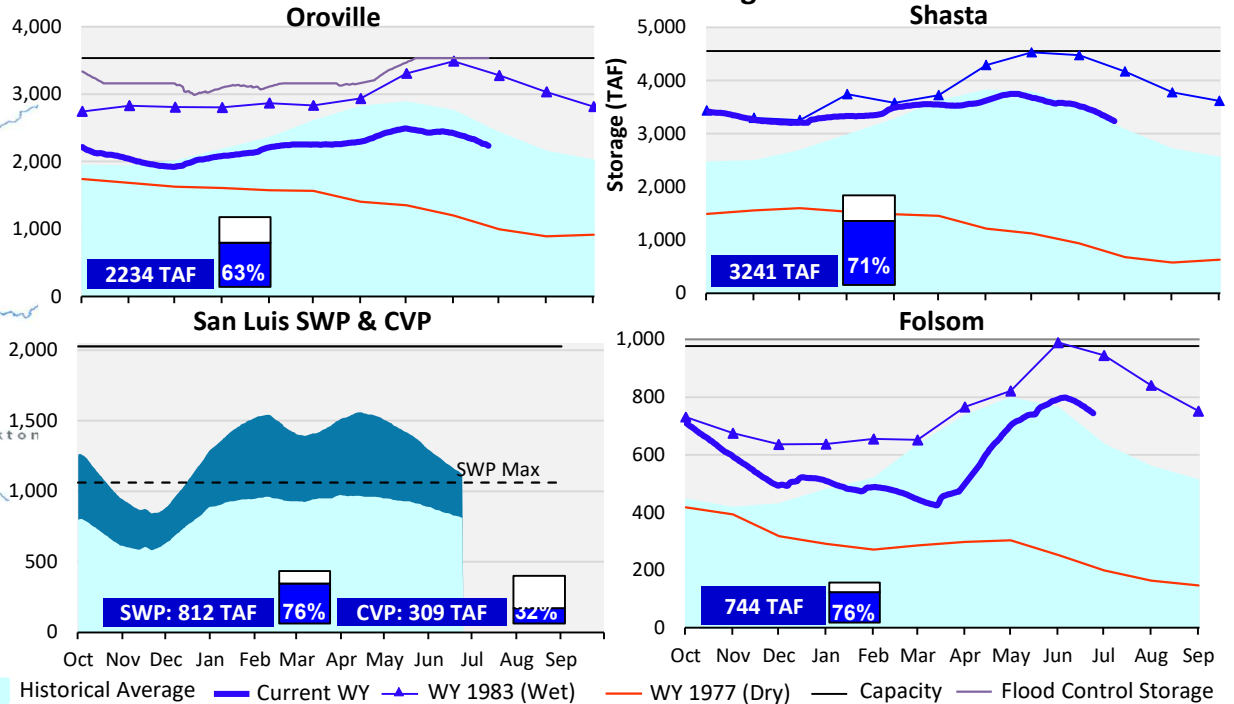 Oroville
4,000
3,000
2,000
1,000
0
2234 TAF
63%
Shasta
Storage (TAF)
5,000
4,000
3,000
2,000
1,000
0
3241 TAF
71%
San Luis SWP & CVP
2,000
1,500
1,000
500
0
SWP Max
SWP: 812 TAF
76%
CVP: 309 TAF
32%
Oct Nov Dec Jan Feb Mar Apr May Jun Jul Aug Sep
Folsom
1,000
800
600
400
200
0
744 TAF
76%
Oct Nov Dec Jan Feb Mar Apr May Jun Jul Aug Sep
Historical Average Current WY WY 1983 (Wet) WY 1977 (Dry) Capacity Flood Control Storage